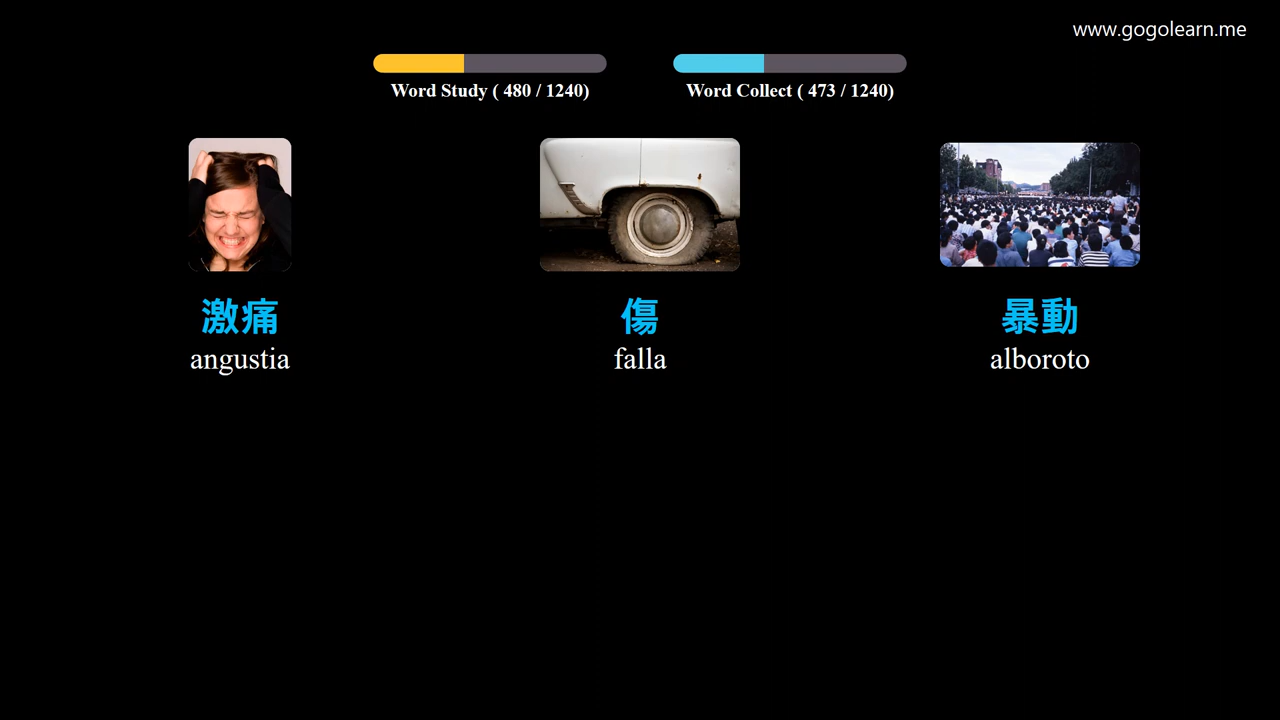 www.gogolearn.me
Word Study ( 480 / 1240)
Word Collect ( 473 / 1240)
激痛
angustia
傷
falla
暴動
alboroto